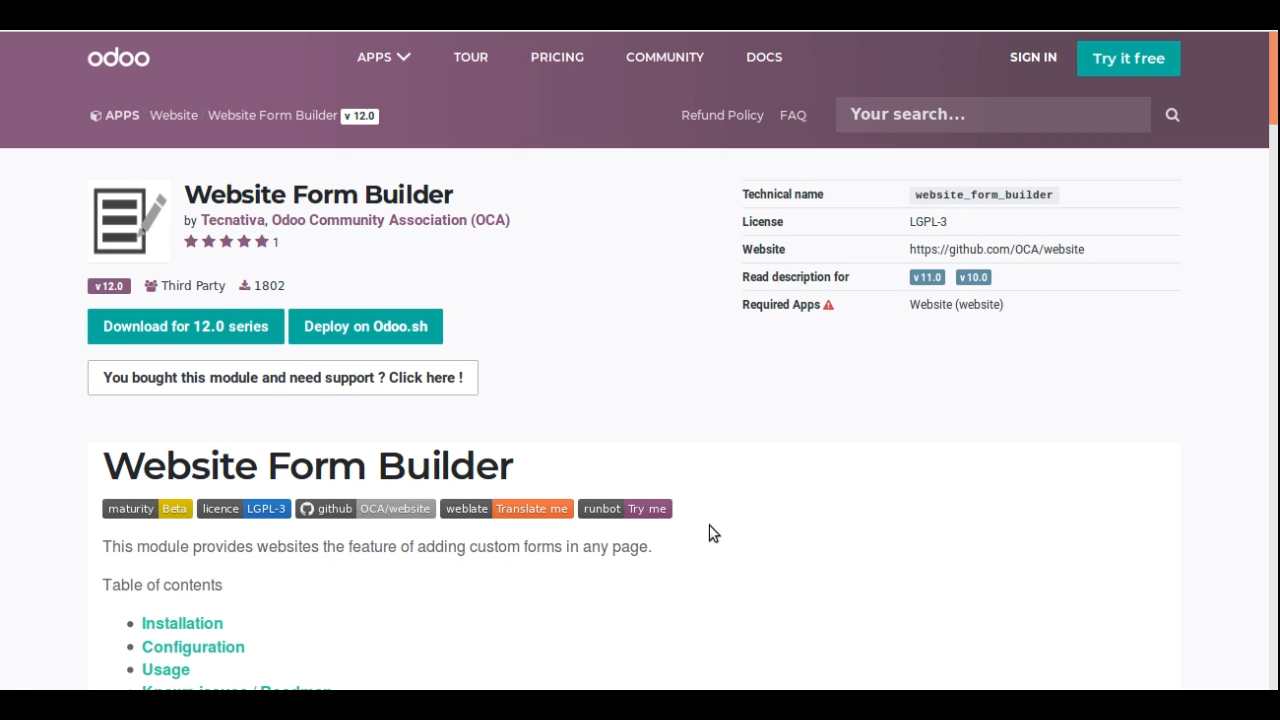 odoo APPS TOUR PRICING COMMUNITY DOCS SIGN IN Try it free
APPS Website Website Form Builder v 12.0 Refund Policy FAQ Your search...
Website Form Builder
by Tecnativa, Odoo Community Association (OCA)
1
v 12.0 Third Party 1802
Download for 12.0 series Deploy on Odoo.sh
You bought this module and need support ? Click here !
Technical name website_form_builder
License LGPL-3
Website https://github.com/OCA/website
Read description for v 11.0 v 10.0
Required Apps Website (website)
Website Form Builder
maturity Beta licence LGPL-3 github OCA/website weblate Translate me runbot Try me
This module provides websites the feature of adding custom forms in any page.
Table of contents
Installation
Configuration
Usage
Known issues / Roadmap